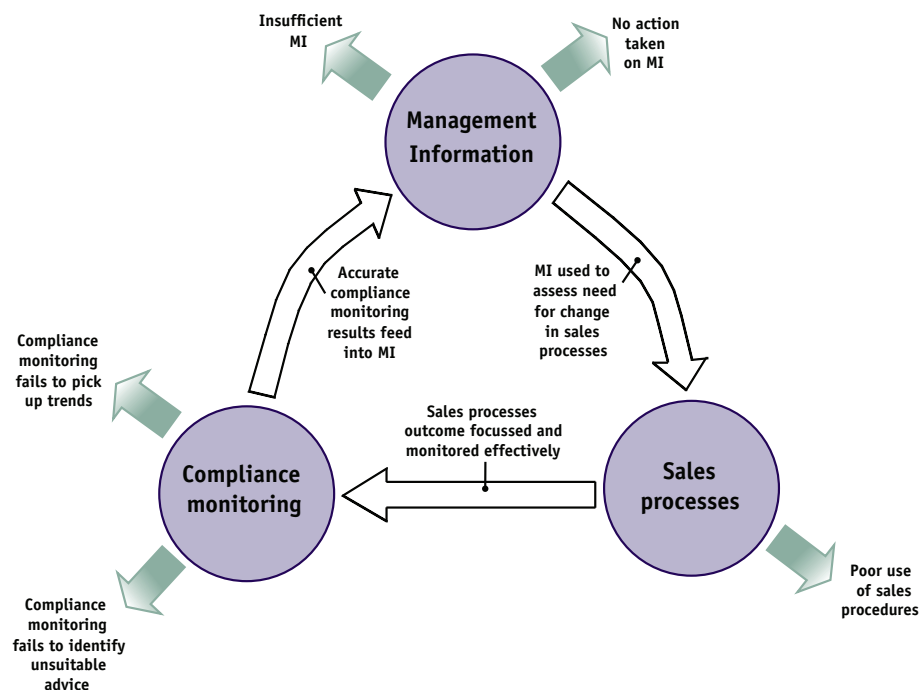 Insufficient
MI
No action
taken
on MI
Management
Information
Accurate
compliance
monitoring
results feed
into MI
MI used to
assess need
for change
in sales
processes
Compliance
monitoring
fails to pick
up trends
Sales processes
outcome focussed and
monitored effectively
Compliance
monitoring
Sales
processes
Compliance
monitoring
fails to identify
unsuitable
advice
Poor use
of sales
procedures